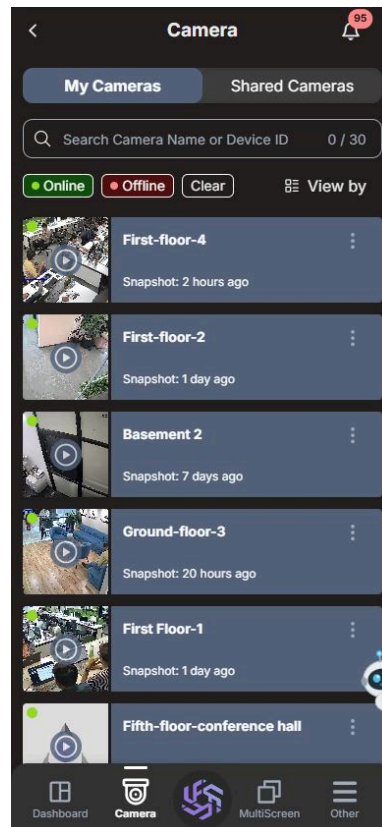 Camera
95
My Cameras
Shared Cameras
Search Camera Name or Device ID 0 / 30
Online
Offline
Clear
View by
First-floor-4
Snapshot: 2 hours ago
First-floor-2
Snapshot: 1 day ago
Basement 2
Snapshot: 7 days ago
Ground-floor-3
Snapshot: 20 hours ago
First Floor-1
Snapshot: 1 day ago
Fifth-floor-conference hall
Dashboard
Camera
MultiScreen
Other